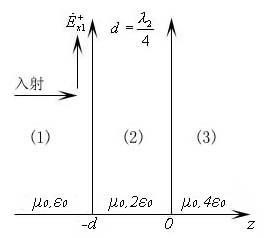 Ė⁺ₓ₁ d = λ₂/4
入射
(1) (2) (3)
μ₀,ε₀ μ₀,2ε₀ μ₀,4ε₀
-d 0 z